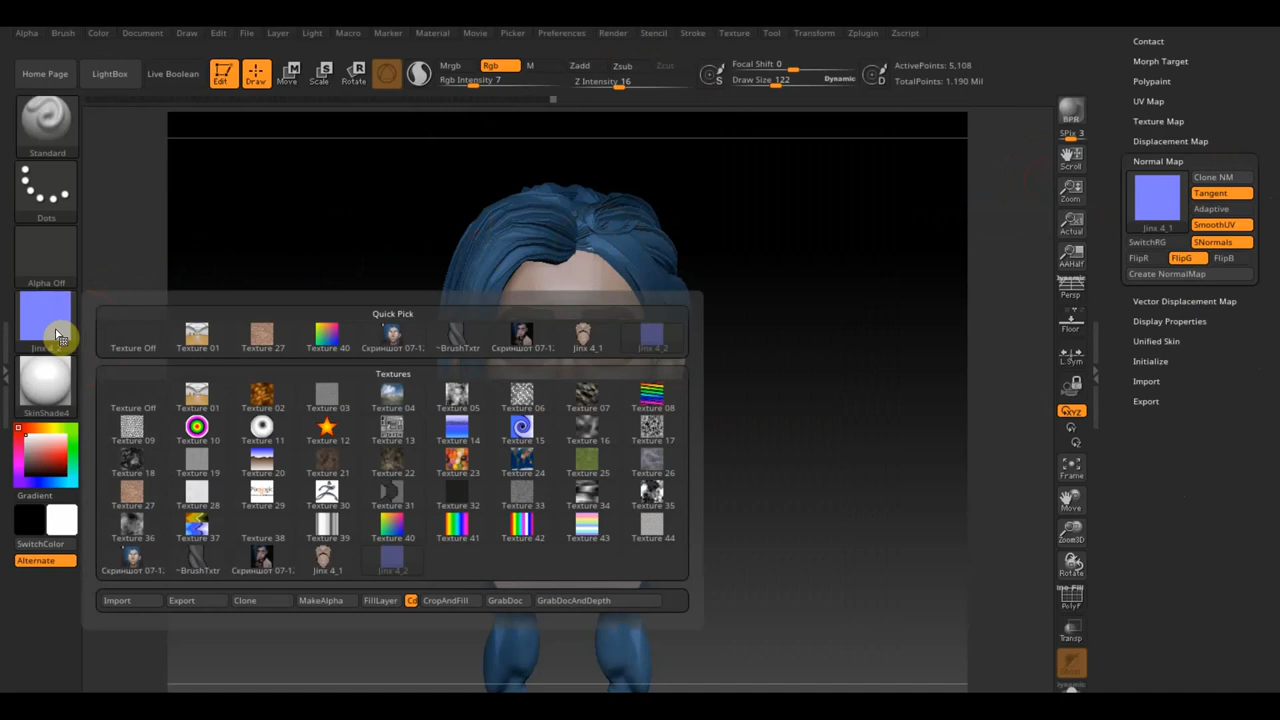 Alpha Brush Color Document Draw Edit File Layer Light Macro Marker Material Movie Picker Preferences Render Stencil Stroke Texture Tool Transform Zplugin Zscript
Home Page LightBox Live Boolean Edit Draw Move Scale Rotate
Mrgb Rgb M Zadd Zsub Zcut
Rgb Intensity 7 Z Intensity 16
Focal Shift 0
Draw Size 122 Dynamic
ActivePoints: 5,108
TotalPoints: 1.190 Mil
Standard
Dots
Alpha Off
SkinShade4
Gradient
SwitchColor
Alternate
Quick Pick
Texture Off Texture 01 Texture 27 Texture 40 Скриншот 07-1. ~BrushTxtr Скриншот 07-1. Jinx 4_1 Jinx 4_2
Textures
Texture Off Texture 01 Texture 02 Texture 03 Texture 04 Texture 05 Texture 06 Texture 07 Texture 08
Texture 09 Texture 10 Texture 11 Texture 12 Texture 13 Texture 14 Texture 15 Texture 16 Texture 17
Texture 18 Texture 19 Texture 20 Texture 21 Texture 22 Texture 23 Texture 24 Texture 25 Texture 26
Texture 27 Texture 28 Texture 29 Texture 30 Texture 31 Texture 32 Texture 33 Texture 34 Texture 35
Texture 36 Texture 37 Texture 38 Texture 39 Texture 40 Texture 41 Texture 42 Texture 43 Texture 44
Скриншот 07-1. ~BrushTxtr Скриншот 07-1. Jinx 4_1 Jinx 4_2
Import Export Clone MakeAlpha FillLayer Cd CropAndFill GrabDoc GrabDocAndDepth
BPR
SPix 3
Scroll
Zoom
Actual
AAHalf
Dynamic
Persp
Floor
L.Sym
XYZ
Frame
Move
Zoom3D
Rotate
PolyF
Transp
Dynamic
Contact
Morph Target
Polypaint
UV Map
Texture Map
Displacement Map
Normal Map
Clone NM
Tangent
Adaptive
SmoothUV
Jinx 4_1
SwitchRG SNormals
FlipR FlipG FlipB
Create NormalMap
Vector Displacement Map
Display Properties
Unified Skin
Initialize
Import
Export